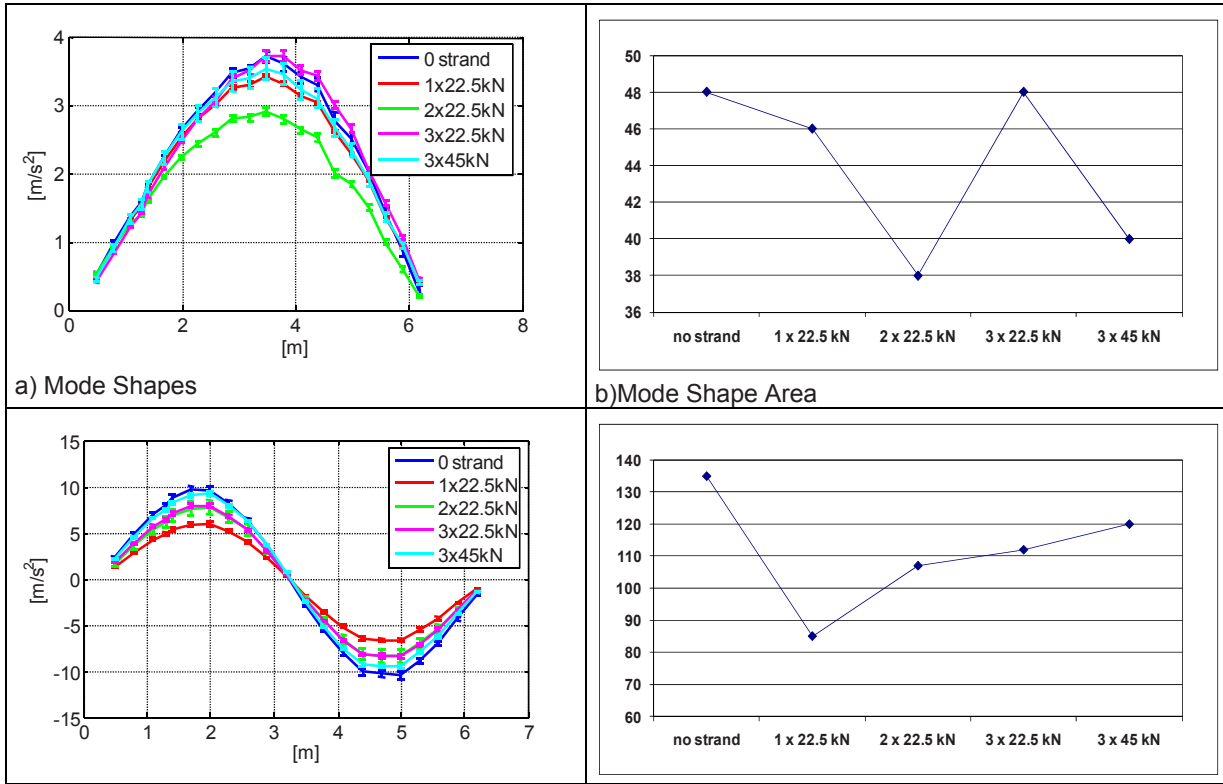 4
3
2
1
0
[m/s²]
0 2 4 6 8
[m]
0 strand
1x22.5kN
2x22.5kN
3x22.5kN
3x45kN
a) Mode Shapes
50
48
46
44
42
40
38
36
no strand 1 x 22.5 kN 2 x 22.5 kN 3 x 22.5 kN 3 x 45 kN
b)Mode Shape Area
15
10
5
0
-5
-10
-15
[m/s²]
0 1 2 3 4 5 6 7
[m]
0 strand
1x22.5kN
2x22.5kN
3x22.5kN
3x45kN
140
130
120
110
100
90
80
70
60
no strand 1 x 22.5 kN 2 x 22.5 kN 3 x 22.5 kN 3 x 45 kN